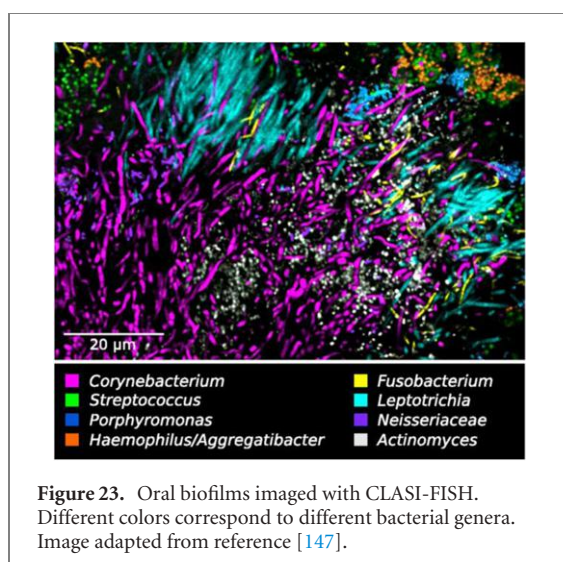 20 µm
Corynebacterium Fusobacterium
Streptococcus Leptotrichia
Porphyromonas Neisseriaceae
Haemophilus/Aggregatibacter Actinomyces
Figure 23. Oral biofilms imaged with CLASI-FISH.
Different colors correspond to different bacterial genera.
Image adapted from reference [147].